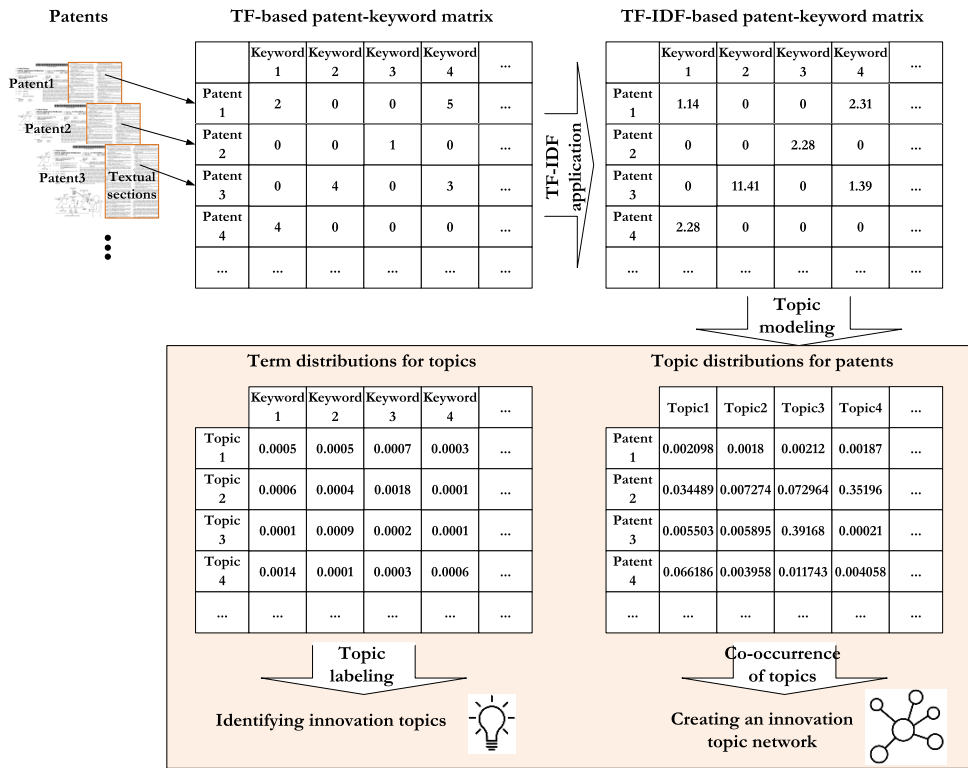 Patents
TF-based patent-keyword matrix
TF-IDF-based patent-keyword matrix
Patent1
Patent2
Patent3
Textual
sections
Keyword 1 Keyword 2 Keyword 3 Keyword 4 ...
Patent 1 2 0 0 5 ...
Patent 2 0 0 1 0 ...
Patent 3 0 4 0 3 ...
Patent 4 4 0 0 0 ...
... ... ... ... ... ...
TF-IDF
application
Keyword 1 Keyword 2 Keyword 3 Keyword 4 ...
Patent 1 1.14 0 0 2.31 ...
Patent 2 0 0 2.28 0 ...
Patent 3 0 11.41 0 1.39 ...
Patent 4 2.28 0 0 0 ...
... ... ... ... ... ...
Topic
modeling
Term distributions for topics
Keyword 1 Keyword 2 Keyword 3 Keyword 4 ...
Topic 1 0.0005 0.0005 0.0007 0.0003 ...
Topic 2 0.0006 0.0004 0.0018 0.0001 ...
Topic 3 0.0001 0.0009 0.0002 0.0001 ...
Topic 4 0.0014 0.0001 0.0003 0.0006 ...
... ... ... ... ... ...
Topic distributions for patents
Topic1 Topic2 Topic3 Topic4 ...
Patent 1 0.002098 0.0018 0.00212 0.00187 ...
Patent 2 0.034489 0.007274 0.072964 0.35196 ...
Patent 3 0.005503 0.005895 0.39168 0.00021 ...
Patent 4 0.066186 0.003958 0.011743 0.004058 ...
... ... ... ... ... ...
Topic
labeling
Identifying innovation topics
Co-occurrence
of topics
Creating an innovation
topic network